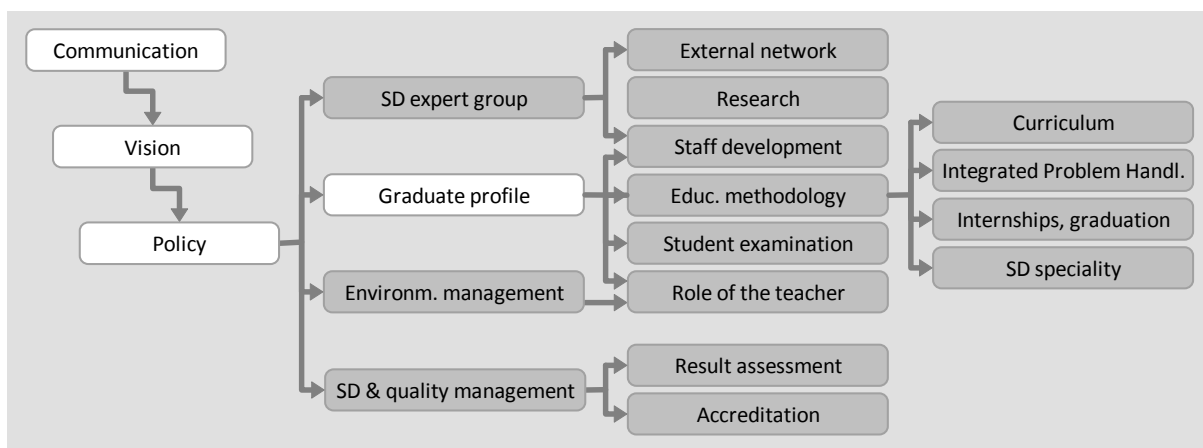 Communication
Vision
Policy
SD expert group
Graduate profile
Environm. management
SD & quality management
External network
Research
Staff development
Educ. methodology
Student examination
Role of the teacher
Result assessment
Accreditation
Curriculum
Integrated Problem Handl.
Internships, graduation
SD speciality